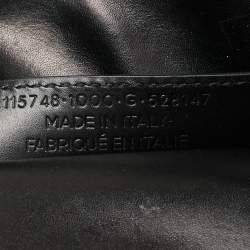 115748·1000·G·528147
MADE IN ITALY
FABRIQUÉ EN ITALIE